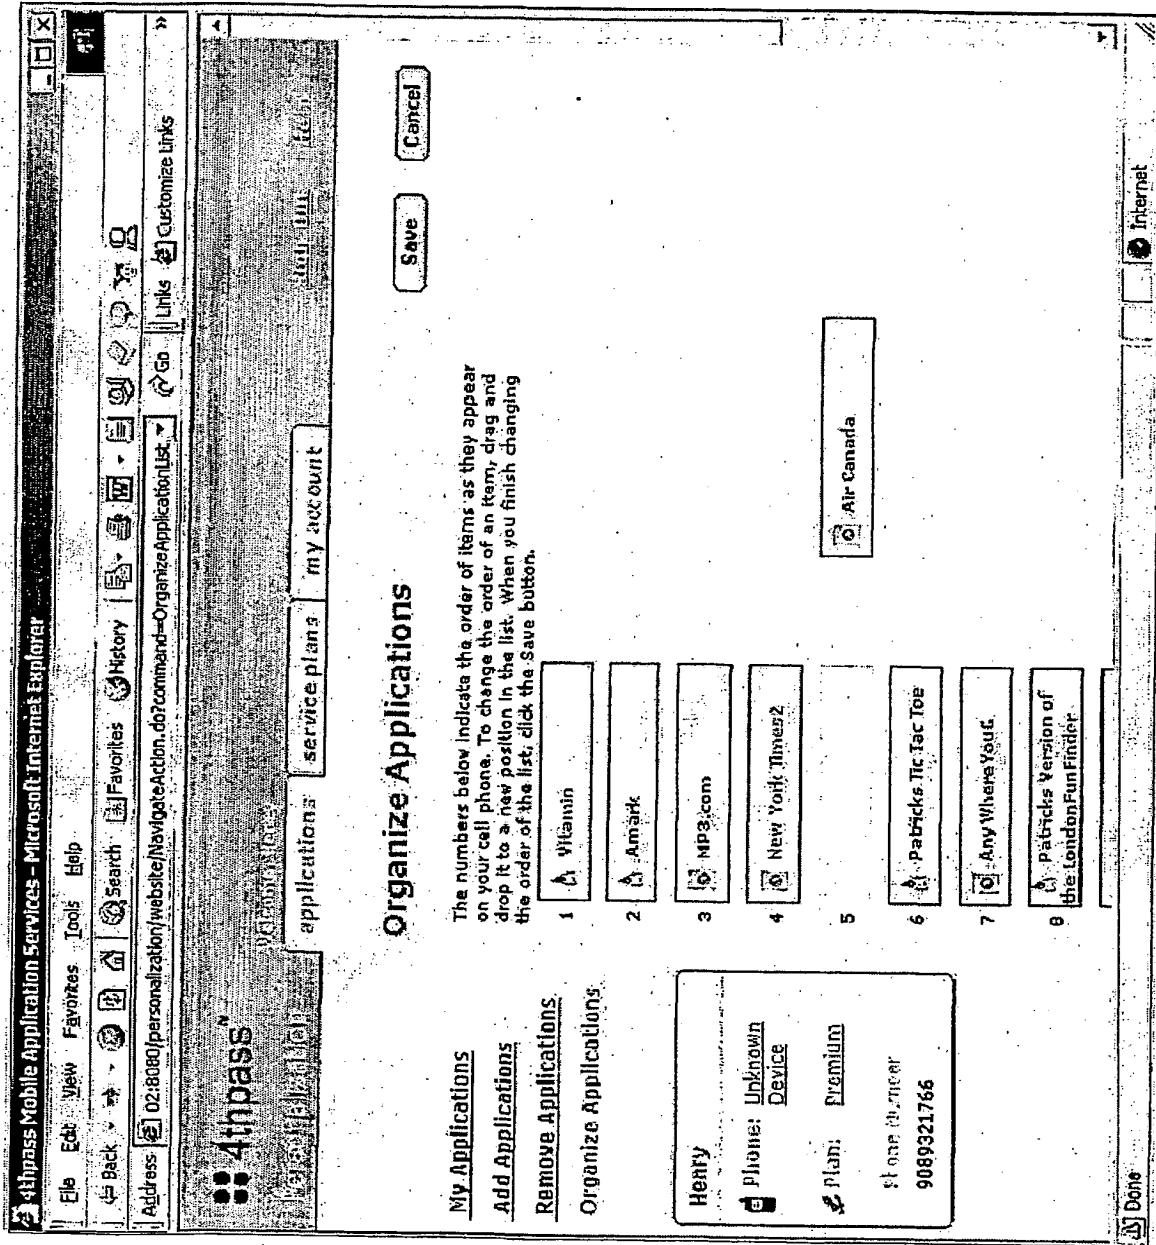 4thpass Mobile Application Services - Microsoft Internet Explorer
File Edit View Favorites Tools Help
Back Search Favorites History
Address 02:8080/personalization/website/NavigateAction.do?command=OrganizeApplicationList Go Links Customize Links
4thpass
applications service plans my account
Organize Applications
Save Cancel
My Applications
Add Applications
Remove Applications
Organize Applications
The numbers below indicate the order of items as they appear
on your cell phone. To change the order of an item, drag and
drop it to a new position in the list. When you finish changing
the order of the list, click the Save button.
1 Vitamin
2 Amark
3 MP3.com
4 New York Times2
5
Air Canada
6 Patricks Tic Tac Toe
7 Any WhereYouG
8 Patricks Version of
the LondonFunFinder
Henry
Phone: Unknown
Device
Plan: Premium
Phone Number
9089321766
Done Internet